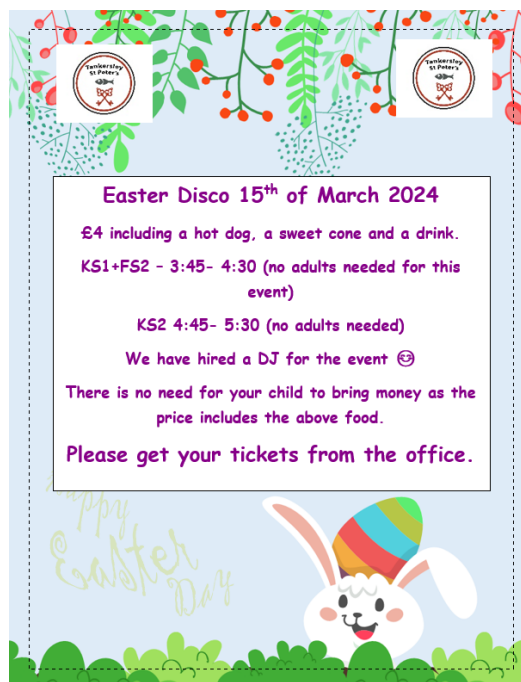 Tankersley
St Peter's
Tankersley
St Peter's
Easter Disco 15th of March 2024
£4 including a hot dog, a sweet cone and a drink.
KS1+FS2 – 3:45- 4:30 (no adults needed for this
event)
KS2 4:45- 5:30 (no adults needed)
We have hired a DJ for the event 😊
There is no need for your child to bring money as the
price includes the above food.
Please get your tickets from the office.
Happy
Easter
Day